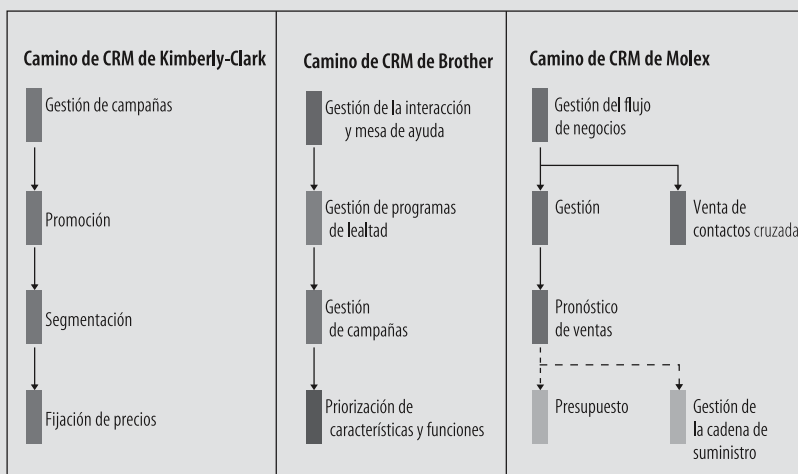 Camino de CRM de Kimberly-Clark
Gestión de campañas
Promoción
Segmentación
Fijación de precios
Camino de CRM de Brother
Gestión de la interacción
y mesa de ayuda
Gestión de programas
de lealtad
Gestión
de campañas
Priorización de
características y funciones
Camino de CRM de Molex
Gestión del flujo
de negocios
Gestión
Venta de
contactos cruzada
Pronóstico
de ventas
Presupuesto
Gestión de
la cadena de
suministro